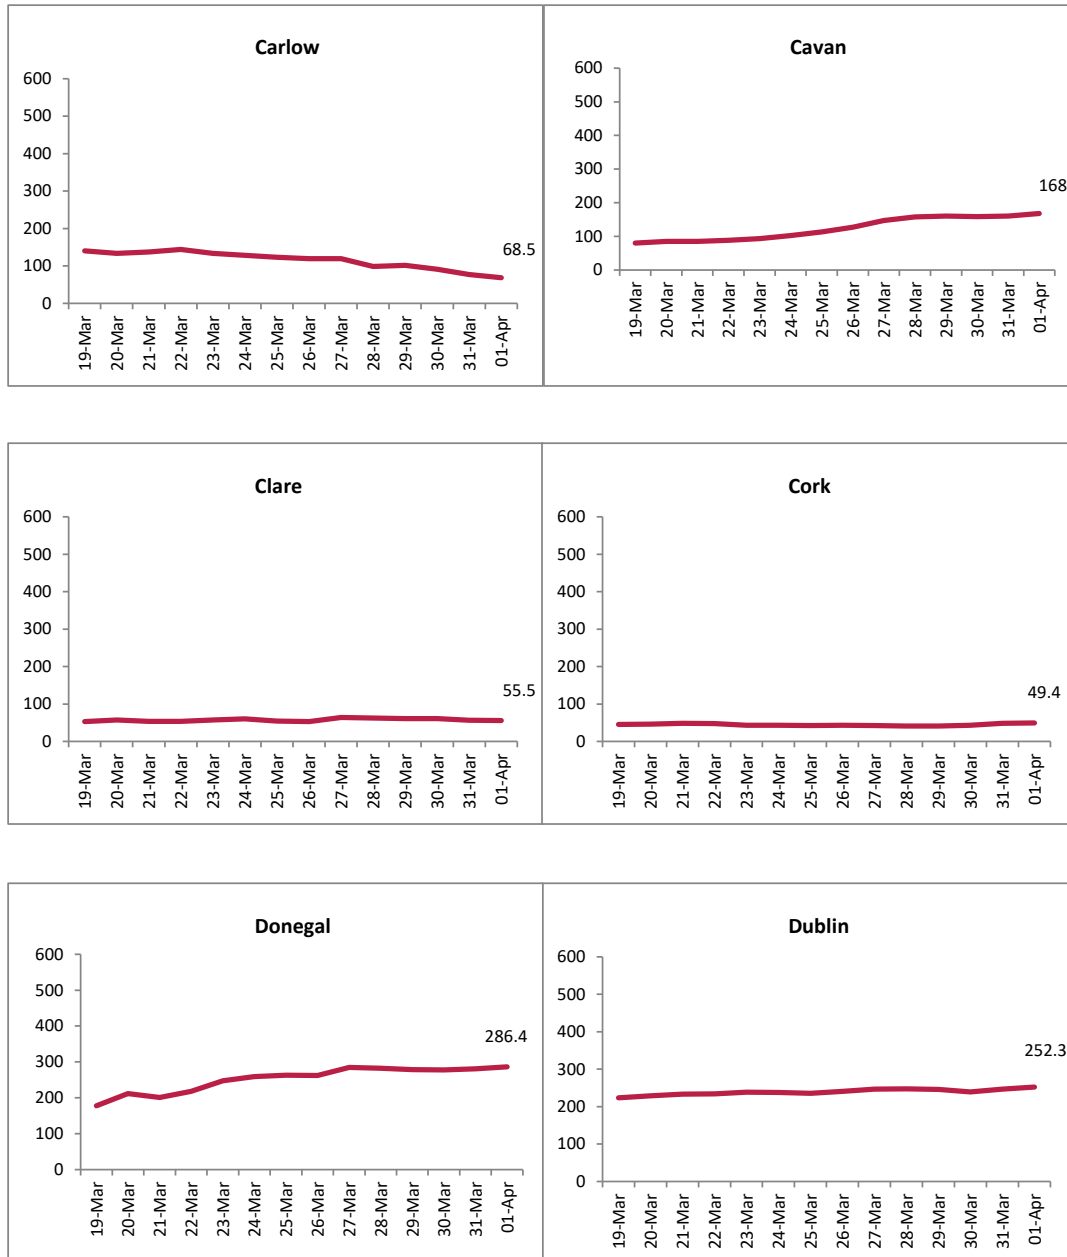 Carlow
600
500
400
300
200
100
0
68.5
19-Mar
20-Mar
21-Mar
22-Mar
23-Mar
24-Mar
25-Mar
26-Mar
27-Mar
28-Mar
29-Mar
30-Mar
31-Mar
01-Apr
Cavan
600
500
400
300
200
100
0
168
19-Mar
20-Mar
21-Mar
22-Mar
23-Mar
24-Mar
25-Mar
26-Mar
27-Mar
28-Mar
29-Mar
30-Mar
31-Mar
01-Apr
Clare
600
500
400
300
200
100
0
55.5
19-Mar
20-Mar
21-Mar
22-Mar
23-Mar
24-Mar
25-Mar
26-Mar
27-Mar
28-Mar
29-Mar
30-Mar
31-Mar
01-Apr
Cork
600
500
400
300
200
100
0
49.4
19-Mar
20-Mar
21-Mar
22-Mar
23-Mar
24-Mar
25-Mar
26-Mar
27-Mar
28-Mar
29-Mar
30-Mar
31-Mar
01-Apr
Donegal
600
500
400
300
200
100
0
286.4
19-Mar
20-Mar
21-Mar
22-Mar
23-Mar
24-Mar
25-Mar
26-Mar
27-Mar
28-Mar
29-Mar
30-Mar
31-Mar
01-Apr
Dublin
600
500
400
300
200
100
0
252.3
19-Mar
20-Mar
21-Mar
22-Mar
23-Mar
24-Mar
25-Mar
26-Mar
27-Mar
28-Mar
29-Mar
30-Mar
31-Mar
01-Apr